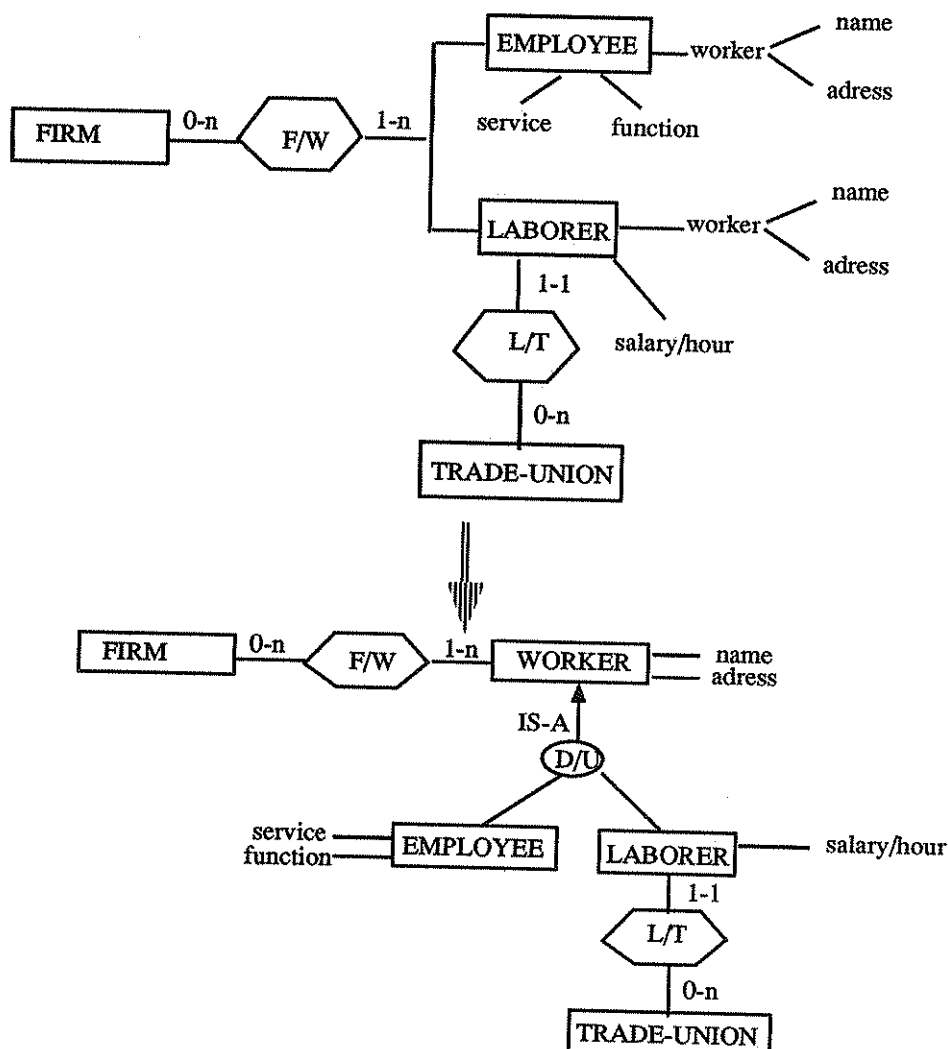 name
EMPLOYEE
worker
adress
service
function
FIRM
0-n
F/W
1-n
name
LABORER
worker
adress
1-1
salary/hour
L/T
0-n
TRADE-UNION
FIRM
0-n
F/W
1-n
WORKER
name
adress
IS-A
D/U
service
function
EMPLOYEE
LABORER
salary/hour
1-1
L/T
0-n
TRADE-UNION